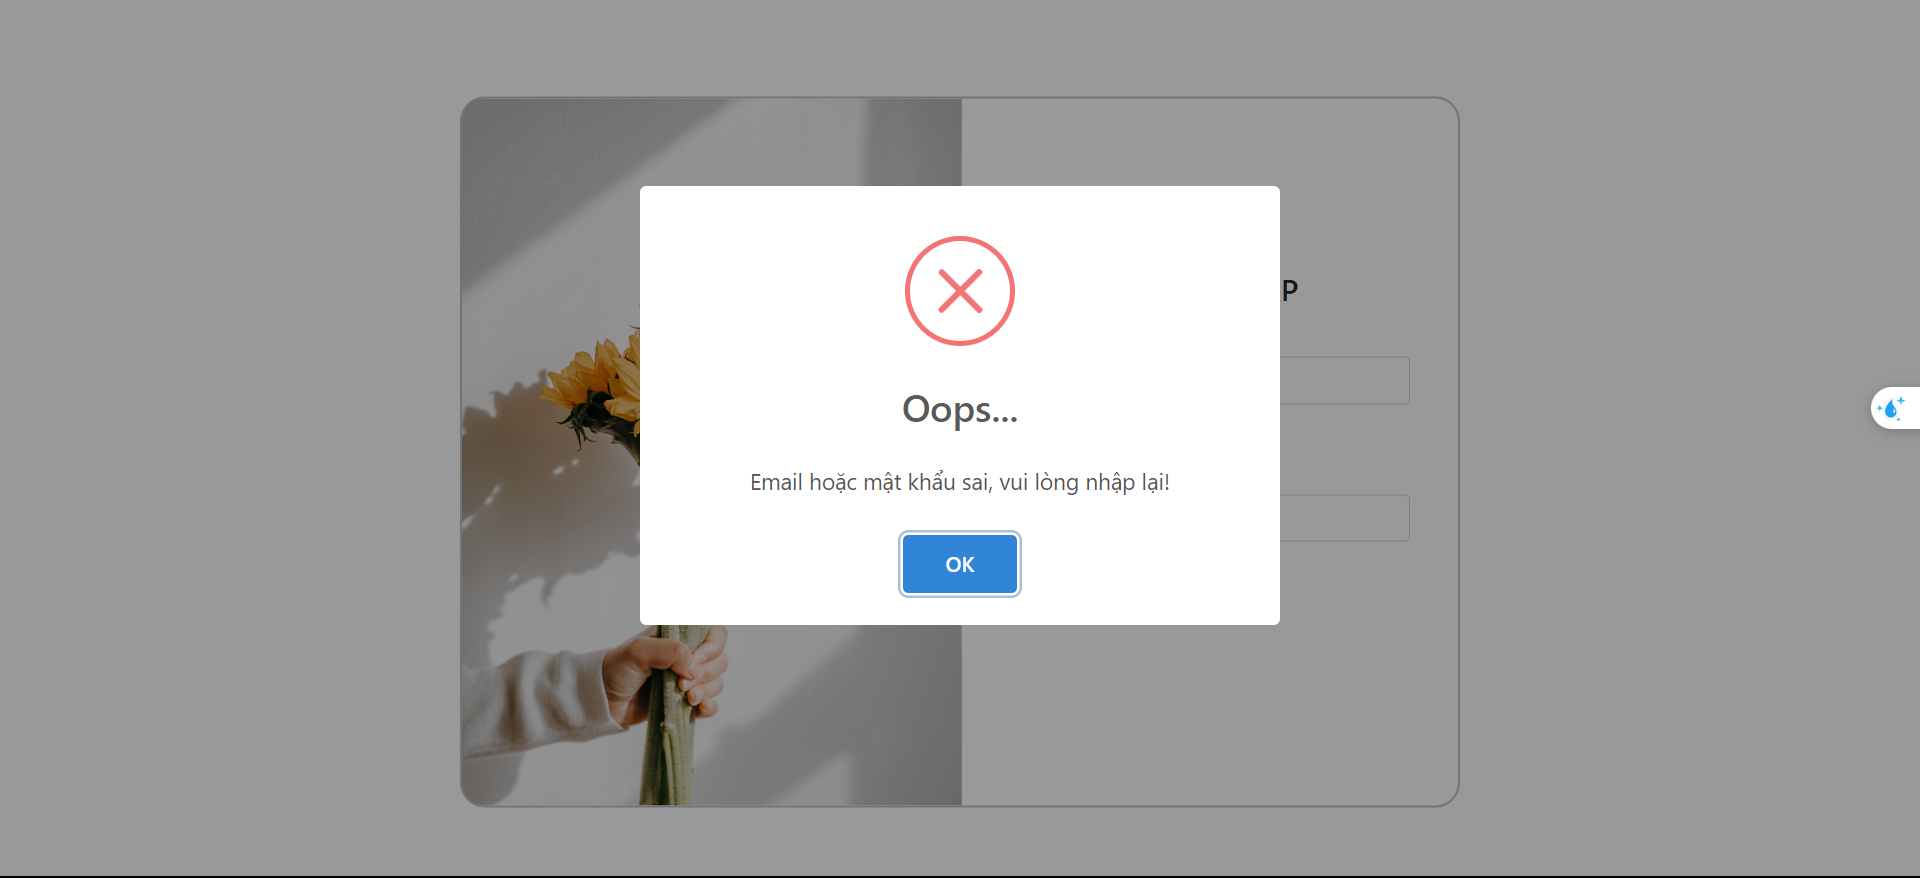 P
Oops...
Email hoặc mật khẩu sai, vui lòng nhập lại!
OK